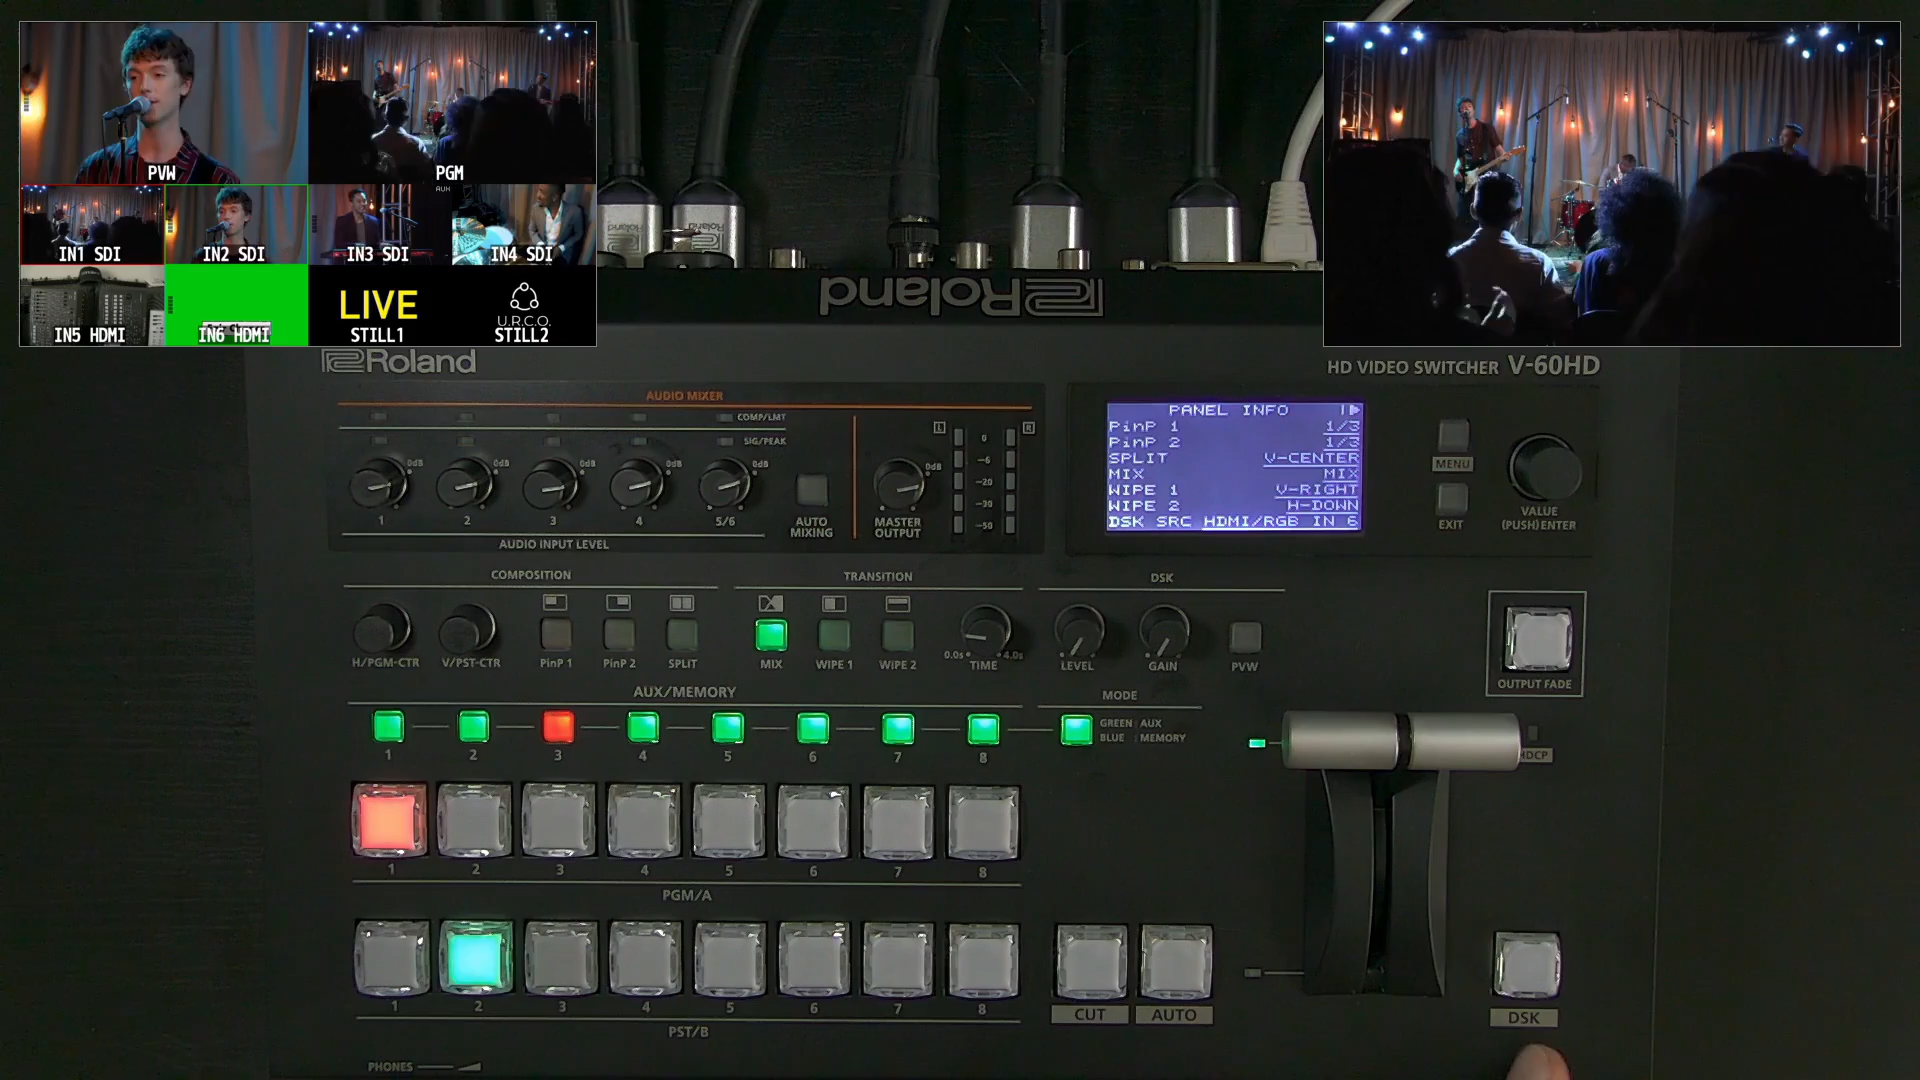 PVW
PGM
AUX
IN1 SDI
IN2 SDI
IN3 SDI
IN4 SDI
IN5 HDMI
IN6 HDMI
LIVE
STILL1
U.R.C.O.
STILL2
Roland
Roland
Roland
HD VIDEO SWITCHER V-60HD
AUDIO MIXER
COMP/LMT
SIG/PEAK
0dB
0dB
0dB
0dB
0dB
0dB
1
2
3
4
5/6
AUTO MIXING
MASTER OUTPUT
AUDIO INPUT LEVEL
L
R
0
-6
-20
-30
-50
PANEL INFO 1
PinP 1 1/3
PinP 2 1/3
SPLIT V-CENTER
MIX MIX
WIPE 1 V-RIGHT
WIPE 2 H-DOWN
DSK SRC HDMI/RGB IN 6
MENU
EXIT
VALUE
(PUSH)ENTER
COMPOSITION
TRANSITION
DSK
H/PGM-CTR
V/PST-CTR
PinP 1
PinP 2
SPLIT
MIX
WIPE 1
WIPE 2
0.0s
4.0s
TIME
LEVEL
GAIN
PVW
OUTPUT FADE
AUX/MEMORY
MODE
GREEN : AUX
BLUE : MEMORY
1 2 3 4 5 6 7 8
HDCP
1 2 3 4 5 6 7 8
PGM/A
1 2 3 4 5 6 7 8
PST/B
CUT
AUTO
DSK
PHONES